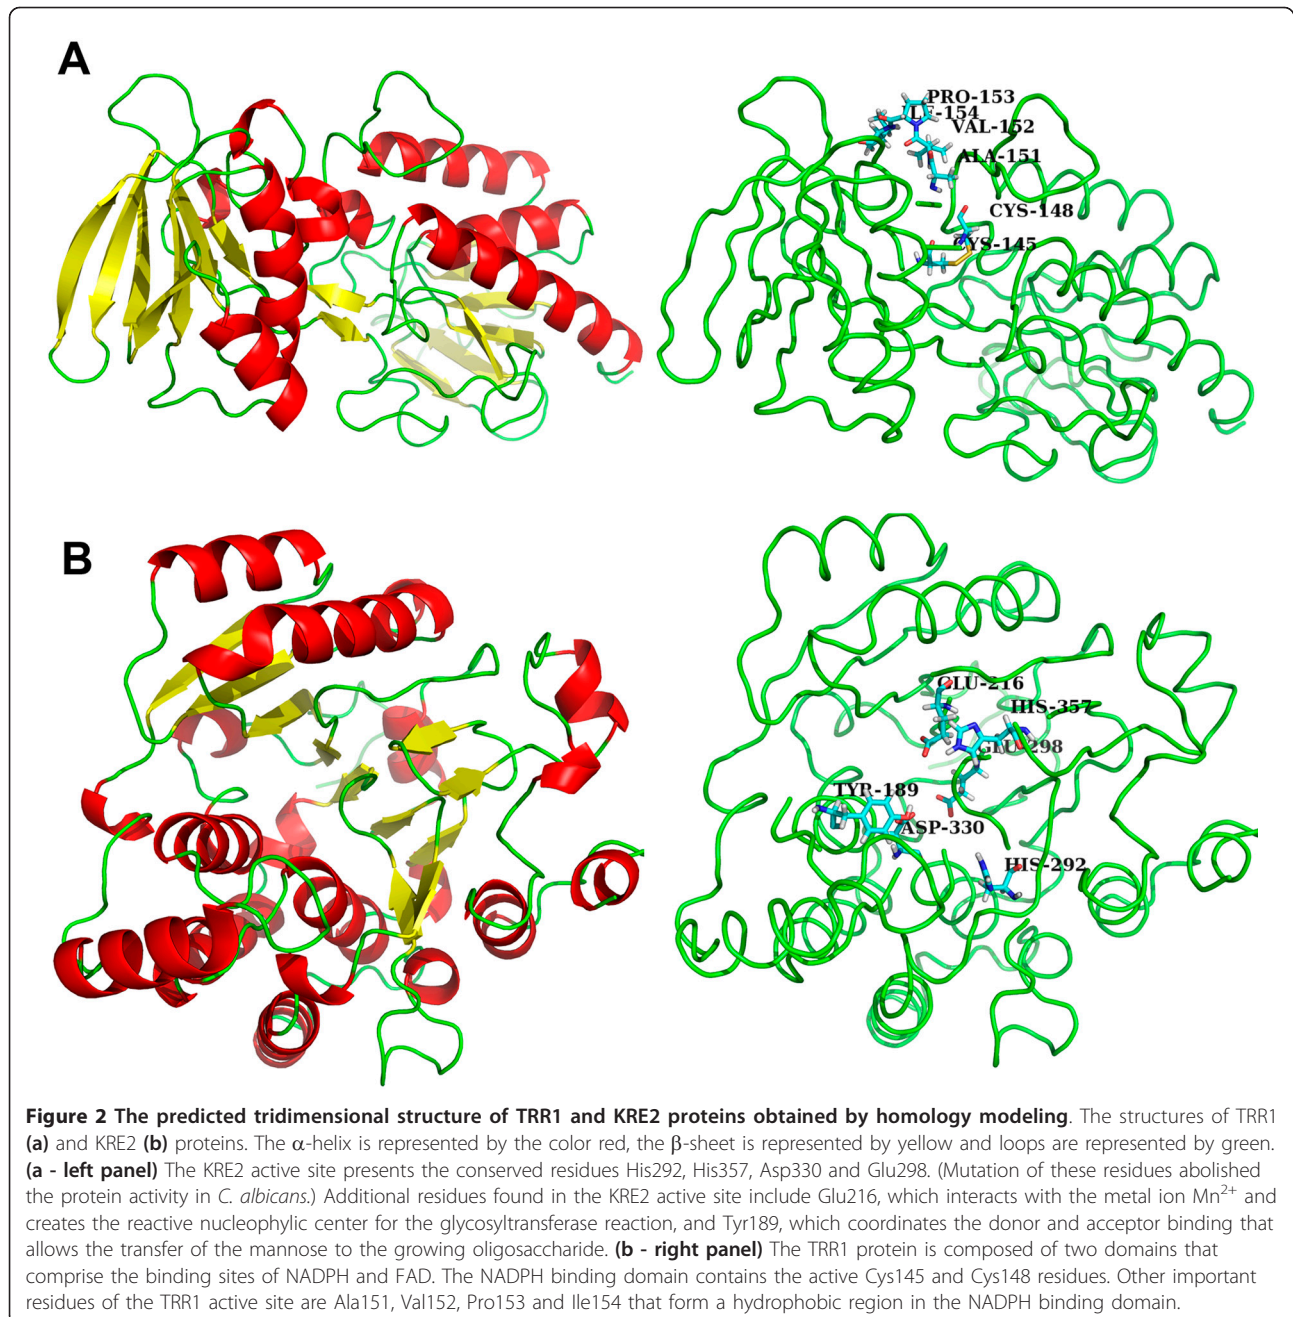 A
PRO-153
ILE-154
VAL-152
ALA-151
CYS-148
CYS-145
B
GLU-216
HIS-357
GLU-298
TYR-189
ASP-330
HIS-292
Figure 2 The predicted tridimensional structure of TRR1 and KRE2 proteins obtained by homology modeling. The structures of TRR1
(a) and KRE2 (b) proteins. The α-helix is represented by the color red, the β-sheet is represented by yellow and loops are represented by green.
(a - left panel) The KRE2 active site presents the conserved residues His292, His357, Asp330 and Glu298. (Mutation of these residues abolished
the protein activity in C. albicans.) Additional residues found in the KRE2 active site include Glu216, which interacts with the metal ion Mn2+ and
creates the reactive nucleophylic center for the glycosyltransferase reaction, and Tyr189, which coordinates the donor and acceptor binding that
allows the transfer of the mannose to the growing oligosaccharide. (b - right panel) The TRR1 protein is composed of two domains that
comprise the binding sites of NADPH and FAD. The NADPH binding domain contains the active Cys145 and Cys148 residues. Other important
residues of the TRR1 active site are Ala151, Val152, Pro153 and Ile154 that form a hydrophobic region in the NADPH binding domain.